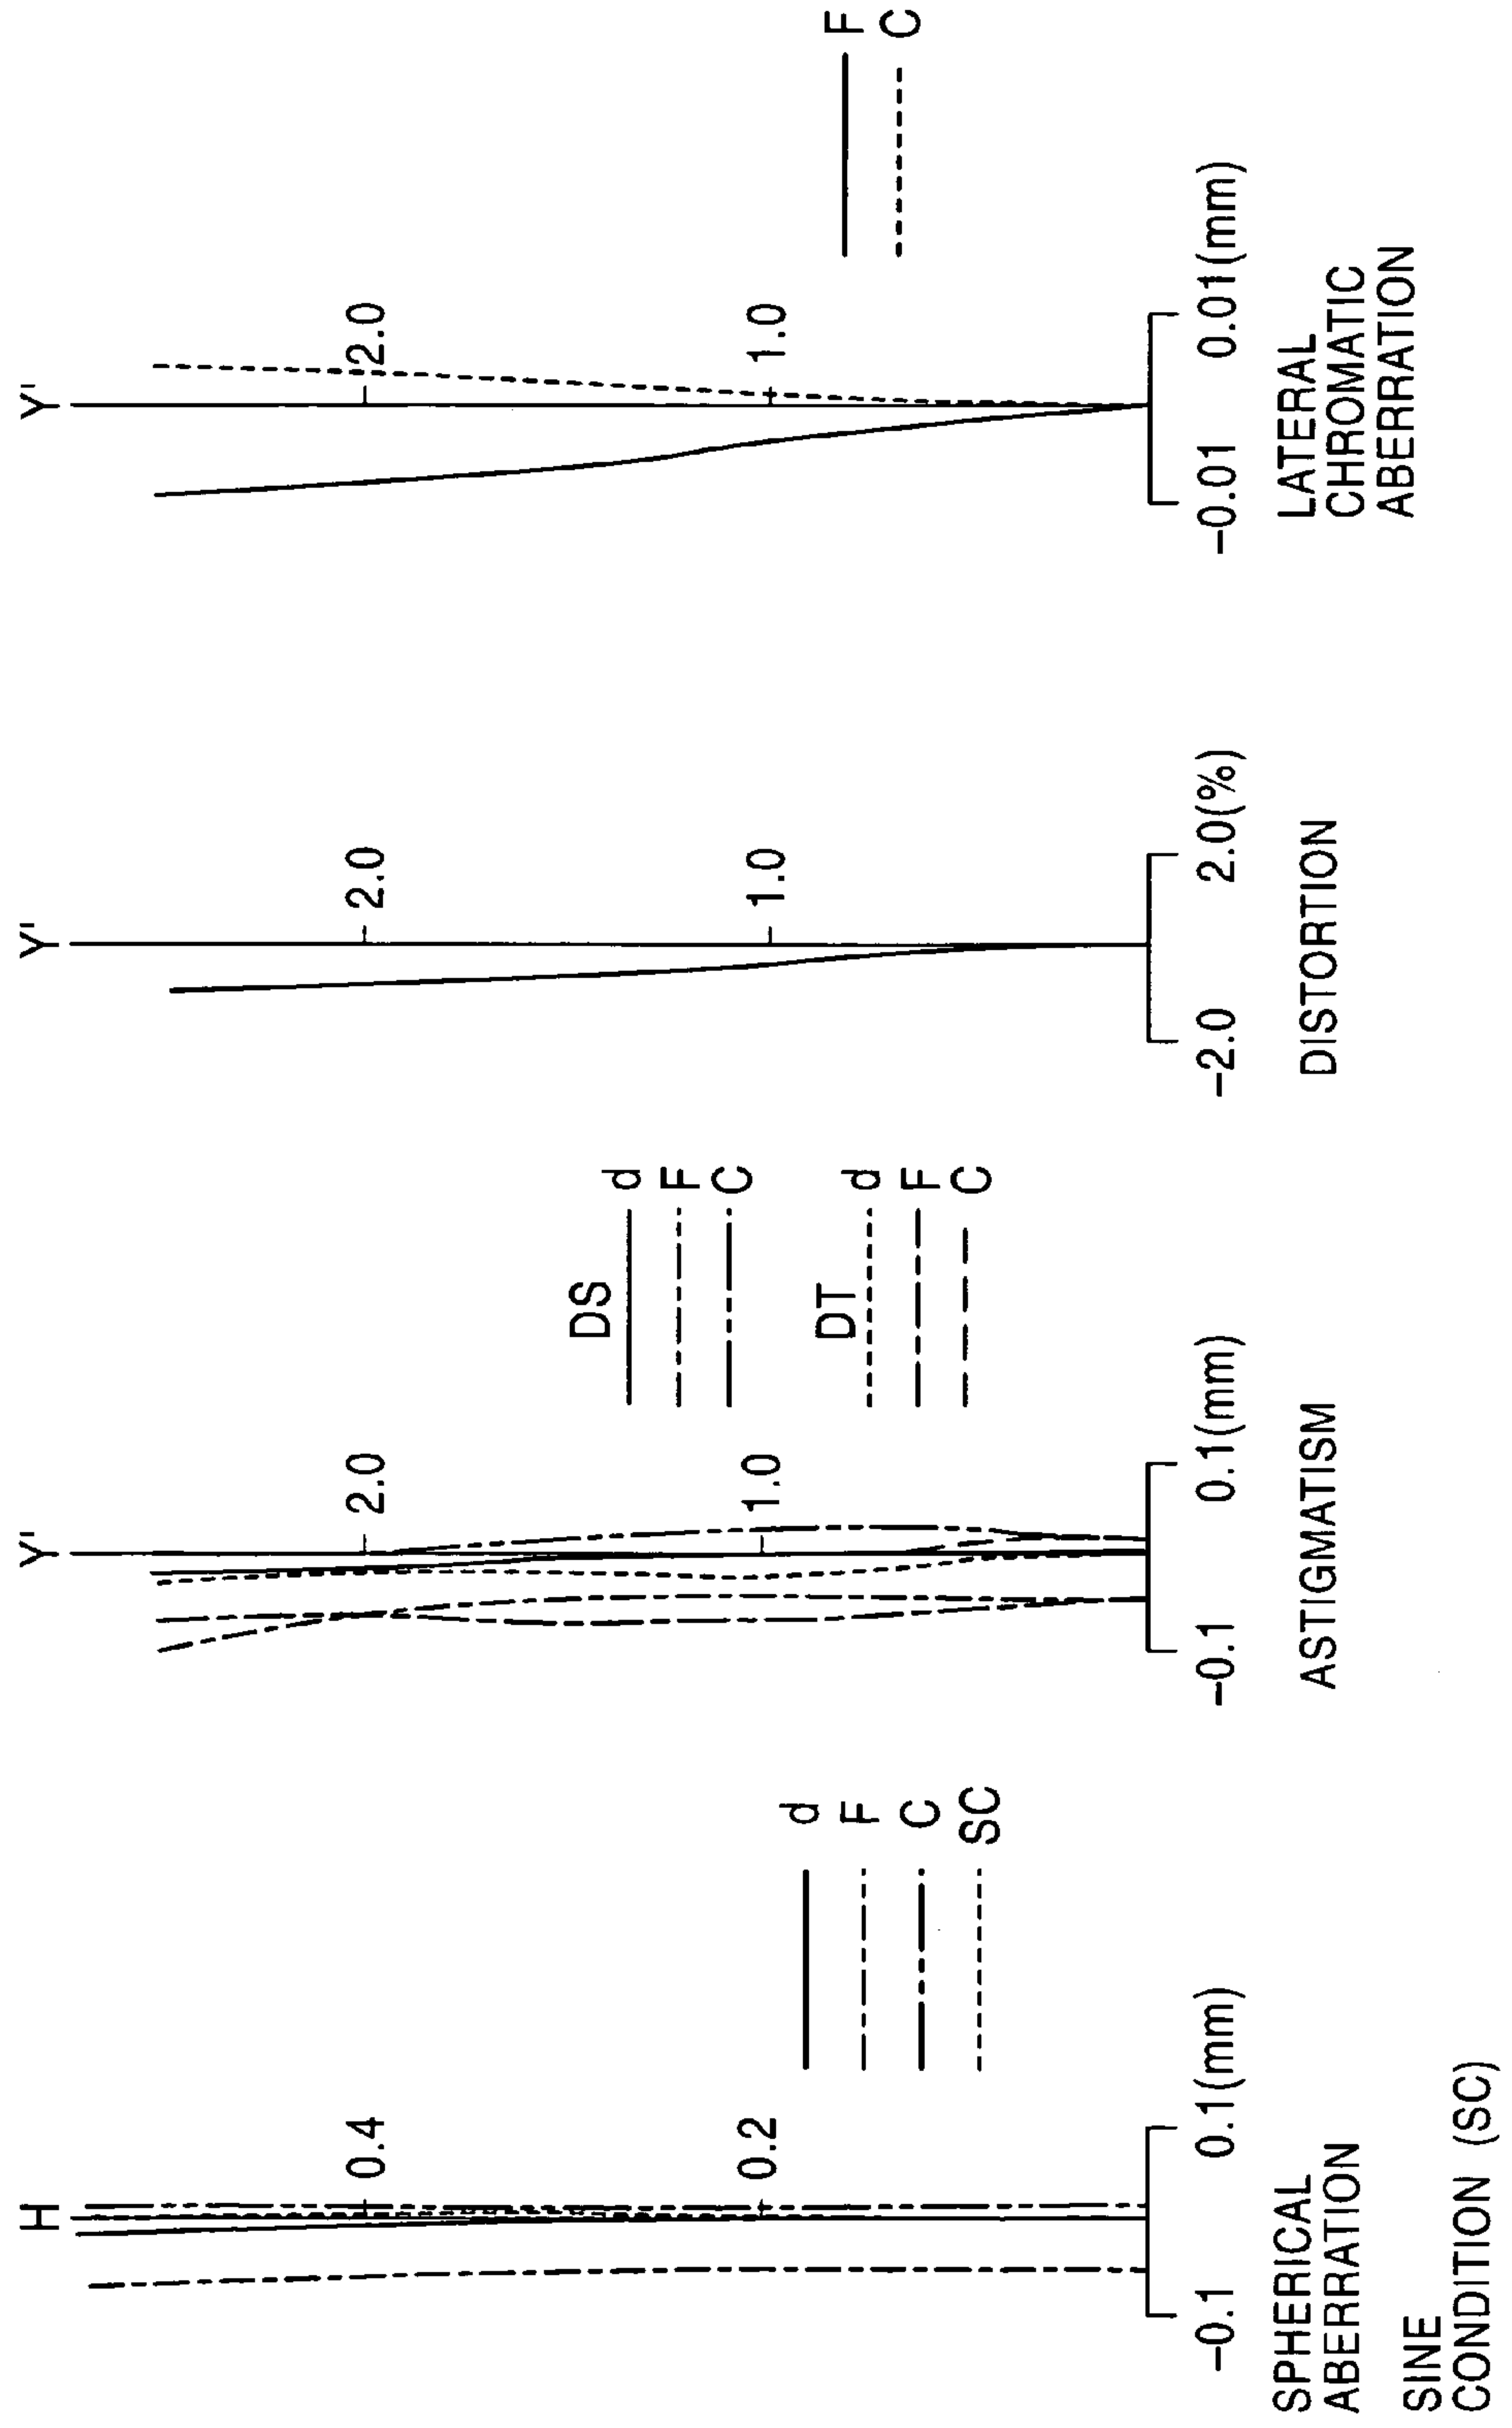 H
0.4
0.2
-0.1
0.1(mm)
SPHERICAL
ABERRATION
SINE
CONDITION (SC)
d
F
C
SC
Y'
2.0
1.0
-0.1
0.1(mm)
ASTIGMATISM
DS
d
F
C
DT
d
F
C
Y'
2.0
1.0
-2.0
2.0(%)
DISTORTION
Y'
2.0
1.0
-0.01
0.01(mm)
LATERAL
CHROMATIC
ABERRATION
F
C